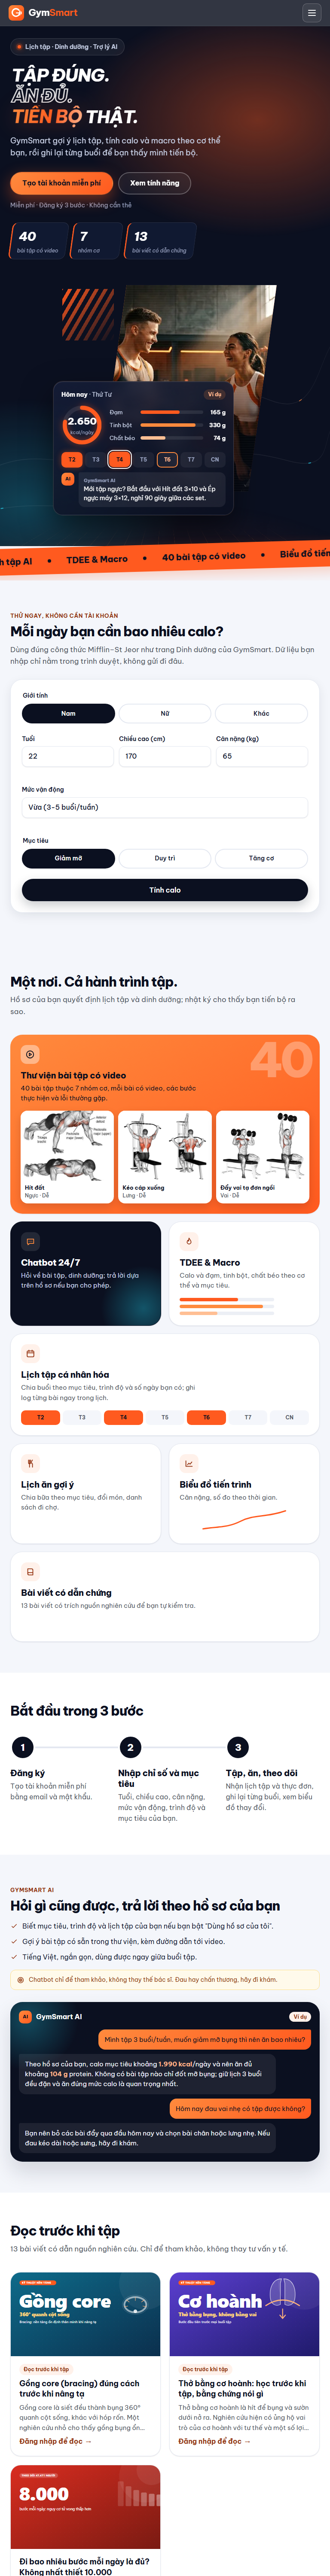 GymSmart
Lịch tập · Dinh dưỡng · Trợ lý AI
TẬP ĐÚNG.
ĂN ĐỦ.
TIẾN BỘ THẬT.
GymSmart gợi ý lịch tập, tính calo và macro theo cơ thể
bạn, rồi ghi lại từng buổi để bạn thấy mình tiến bộ.
Tạo tài khoản miễn phí
Xem tính năng
Miễn phí · Đăng ký 3 bước · Không cần thẻ
40
bài tập có video
7
nhóm cơ
13
bài viết có dẫn chứng
Hôm nay · Thứ Tư
Ví dụ
2.650
kcal/ngày
Đạm 165 g
Tinh bột 330 g
Chất béo 74 g
T2 T3 T4 T5 T6 T7 CN
AI
GymSmart AI
Mới tập ngực? Bắt đầu với Hít đất 3×10 và Ép
ngực máy 3×12, nghỉ 90 giây giữa các set.
h tập AI • TDEE & Macro • 40 bài tập có video • Biểu đồ tiến
THỬ NGAY, KHÔNG CẦN TÀI KHOẢN
Mỗi ngày bạn cần bao nhiêu calo?
Dùng đúng công thức Mifflin–St Jeor như trang Dinh dưỡng của GymSmart. Dữ liệu bạn
nhập chỉ nằm trong trình duyệt, không gửi đi đâu.
Giới tính
Nam
Nữ
Khác
Tuổi
Chiều cao (cm)
Cân nặng (kg)
22
170
65
Mức vận động
Vừa (3-5 buổi/tuần)
Mục tiêu
Giảm mỡ
Duy trì
Tăng cơ
Tính calo
Một nơi. Cả hành trình tập.
Hồ sơ của bạn quyết định lịch tập và dinh dưỡng; nhật ký cho thấy bạn tiến bộ ra
sao.
40
Thư viện bài tập có video
40 bài tập thuộc 7 nhóm cơ, mỗi bài có video, các bước
thực hiện và lỗi thường gặp.
Hít đất
Ngực · Dễ
Kéo cáp xuống
Lưng · Dễ
Đẩy vai tạ đơn ngồi
Vai · Dễ
Chatbot 24/7
Hỏi về bài tập, dinh dưỡng; trả lời dựa
trên hồ sơ nếu bạn cho phép.
TDEE & Macro
Calo và đạm, tinh bột, chất béo theo cơ
thể và mục tiêu.
Lịch tập cá nhân hóa
Chia buổi theo mục tiêu, trình độ và số ngày bạn có; ghi
log từng bài ngay trong lịch.
T2 T3 T4 T5 T6 T7 CN
Lịch ăn gợi ý
Chia bữa theo mục tiêu, đổi món, danh
sách đi chợ.
Biểu đồ tiến trình
Cân nặng, số đo theo thời gian.
Bài viết có dẫn chứng
13 bài viết có trích nguồn nghiên cứu để bạn tự kiểm tra.
Bắt đầu trong 3 bước
1
2
3
Đăng ký
Tạo tài khoản miễn phí
bằng email và mật khẩu.
Nhập chỉ số và mục
tiêu
Tuổi, chiều cao, cân nặng,
mức vận động, trình độ và
mục tiêu của bạn.
Tập, ăn, theo dõi
Nhận lịch tập và thực đơn,
ghi lại từng buổi, xem biểu
đồ thay đổi.
GYMSMART AI
Hỏi gì cũng được, trả lời theo hồ sơ của bạn
Biết mục tiêu, trình độ và lịch tập của bạn nếu bạn bật "Dùng hồ sơ của tôi".
Gợi ý bài tập có sẵn trong thư viện, kèm đường dẫn tới video.
Tiếng Việt, ngắn gọn, dùng được ngay giữa buổi tập.
Chatbot chỉ để tham khảo, không thay thế bác sĩ. Đau hay chấn thương, hãy đi khám.
AI
GymSmart AI
Ví dụ
Mình tập 3 buổi/tuần, muốn giảm mỡ bụng thì nên ăn bao nhiêu?
Theo hồ sơ của bạn, calo mục tiêu khoảng 1.990 kcal/ngày và nên ăn đủ
khoảng 104 g protein. Không có bài tập nào chỉ đốt mỡ bụng; giữ lịch 3 buổi
đều đặn và ăn đúng mức calo là quan trọng nhất.
Hôm nay đau vai nhẹ có tập được không?
Bạn nên bỏ các bài đẩy qua đầu hôm nay và chọn bài chân hoặc lưng nhẹ. Nếu
đau kéo dài hoặc sưng, hãy đi khám.
Đọc trước khi tập
13 bài viết có dẫn nguồn nghiên cứu. Chỉ để tham khảo, không thay tư vấn y tế.
Gồng core
360° quanh cột sống
Cơ hoành
Thở bằng bụng, không bằng vai
Đọc trước khi tập
Gồng core (bracing) đúng cách
trước khi nâng tạ
Gồng core là siết đều thành bụng 360°
quanh cột sống, khác với hóp rốn. Một
nghiên cứu nhỏ cho thấy gồng bụng ổn…
Đăng nhập để đọc →
Đọc trước khi tập
Thở bằng cơ hoành: học trước khi
tập, bằng chứng nói gì
Thở bằng cơ hoành là hít để bụng và sườn
dưới nở ra. Nghiên cứu hiện có ủng hộ vai
trò của cơ hoành với tư thế và một số lợi…
Đăng nhập để đọc →
8.000
Đi bao nhiêu bước mỗi ngày là đủ?
Không nhất thiết 10.000